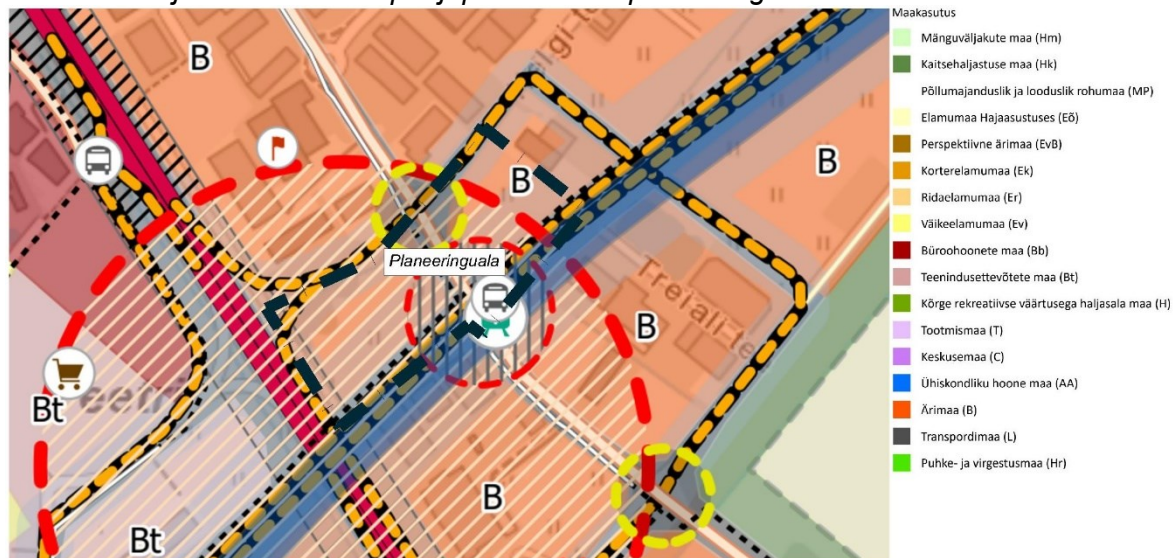 Maakasutus
Mänguväljakute maa (Hm)
Kaitsehaljastuse maa (Hk)
Põllumajanduslik ja looduslik rohumaa (MP)
Elamumaa Hajaasustuses (Eõ)
Perspektiivne ärimaa (EvB)
Korterelamumaa (Ek)
Ridaelamumaa (Er)
Väikeelamumaa (Ev)
Büroohoonete maa (Bb)
Teenindusettevõtete maa (Bt)
Kõrge rekreatiivse väärtusega haljasala maa (H)
Tootmismaa (T)
Keskusemaa (C)
Ühiskondliku hoone maa (AA)
Ärimaa (B)
Transpordimaa (L)
Puhke- ja virgestusmaa (Hr)
B
B
B
B
Planeeringuala
Treiali-te
B
Bt
B
Bt